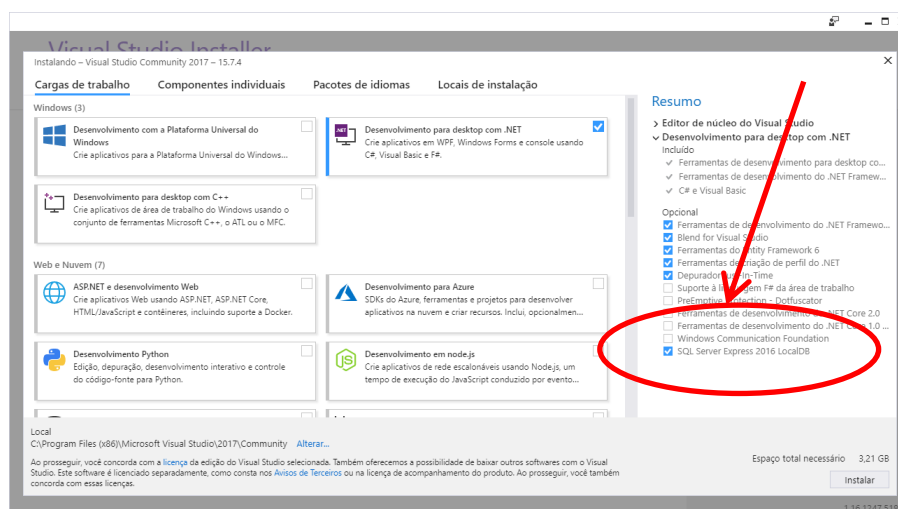 Visual Studio Installer
Instalando – Visual Studio Community 2017 – 15.7.4
Cargas de trabalho
Componentes individuais
Pacotes de idiomas
Locais de instalação
Windows (3)
Desenvolvimento com a Plataforma Universal do
Windows
Crie aplicativos para a Plataforma Universal do Windows...
Desenvolvimento para desktop com .NET
Crie aplicativos em WPF, Windows Forms e console usando
C#, Visual Basic e F#.
Desenvolvimento para desktop com C++
Crie aplicativos de área de trabalho do Windows usando o
conjunto de ferramentas Microsoft C++, o ATL ou o MFC.
Web e Nuvem (7)
ASP.NET e desenvolvimento Web
Crie aplicativos Web usando ASP.NET, ASP.NET Core,
HTML/JavaScript e contêineres, incluindo suporte a Docker.
Desenvolvimento para Azure
SDKs do Azure, ferramentas e projetos para desenvolver
aplicativos na nuvem e criar recursos. Inclui, opcionalmen...
Desenvolvimento Python
Edição, depuração, desenvolvimento interativo e controle
do código-fonte para Python.
Desenvolvimento em node.js
Crie aplicativos de rede escalonáveis usando Node.js, um
tempo de execução do JavaScript conduzido por evento...
Resumo
Editor de núcleo do Visual Studio
Desenvolvimento para desktop com .NET
Incluído
Ferramentas de desenvolvimento para desktop co...
Ferramentas de desenvolvimento do .NET Framew...
C# e Visual Basic
Opcional
Ferramentas de desenvolvimento do .NET Framewo...
Blend for Visual Studio
Ferramentas do Entity Framework 6
Ferramentas de criação de perfil do .NET
Depurador Just-In-Time
Suporte à linguagem F# da área de trabalho
PreEmptive Protection - Dotfuscator
Ferramentas de desenvolvimento do .NET Core 2.0
Ferramentas de desenvolvimento do .NET Core 1.0 ...
Windows Communication Foundation
SQL Server Express 2016 LocalDB
Local
C:\Program Files (x86)\Microsoft Visual Studio\2017\Community Alterar...
Ao prosseguir, você concorda com a licença da edição do Visual Studio selecionada. Também oferecemos a possibilidade de baixar outros softwares com o Visual
Studio. Este software é licenciado separadamente, como consta nos Avisos de Terceiros ou na licença de acompanhamento do produto. Ao prosseguir, você também
concorda com essas licenças.
Espaço total necessário 3,21 GB
Instalar